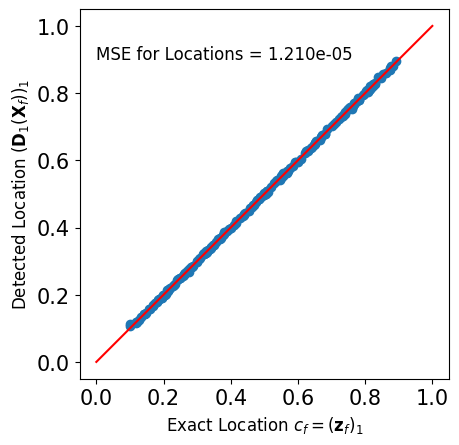 MSE for Locations = 1.210e-05
1.0
0.8
0.6
0.4
0.2
0.0
Detected Location (𝐃₁(𝐗_f))₁
0.0 0.2 0.4 0.6 0.8 1.0
Exact Location c_f = (𝐳_f)₁